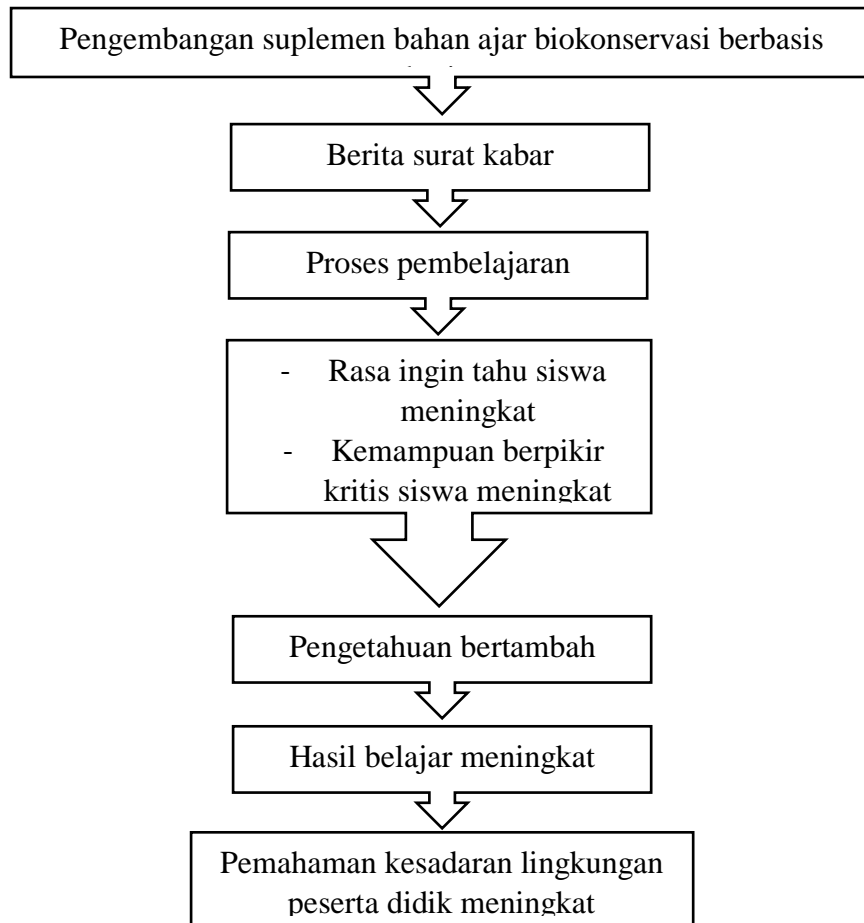 Pengembangan suplemen bahan ajar biokonservasi berbasis
Berita surat kabar
Proses pembelajaran
- Rasa ingin tahu siswa
meningkat
- Kemampuan berpikir
kritis siswa meningkat
Pengetahuan bertambah
Hasil belajar meningkat
Pemahaman kesadaran lingkungan
peserta didik meningkat